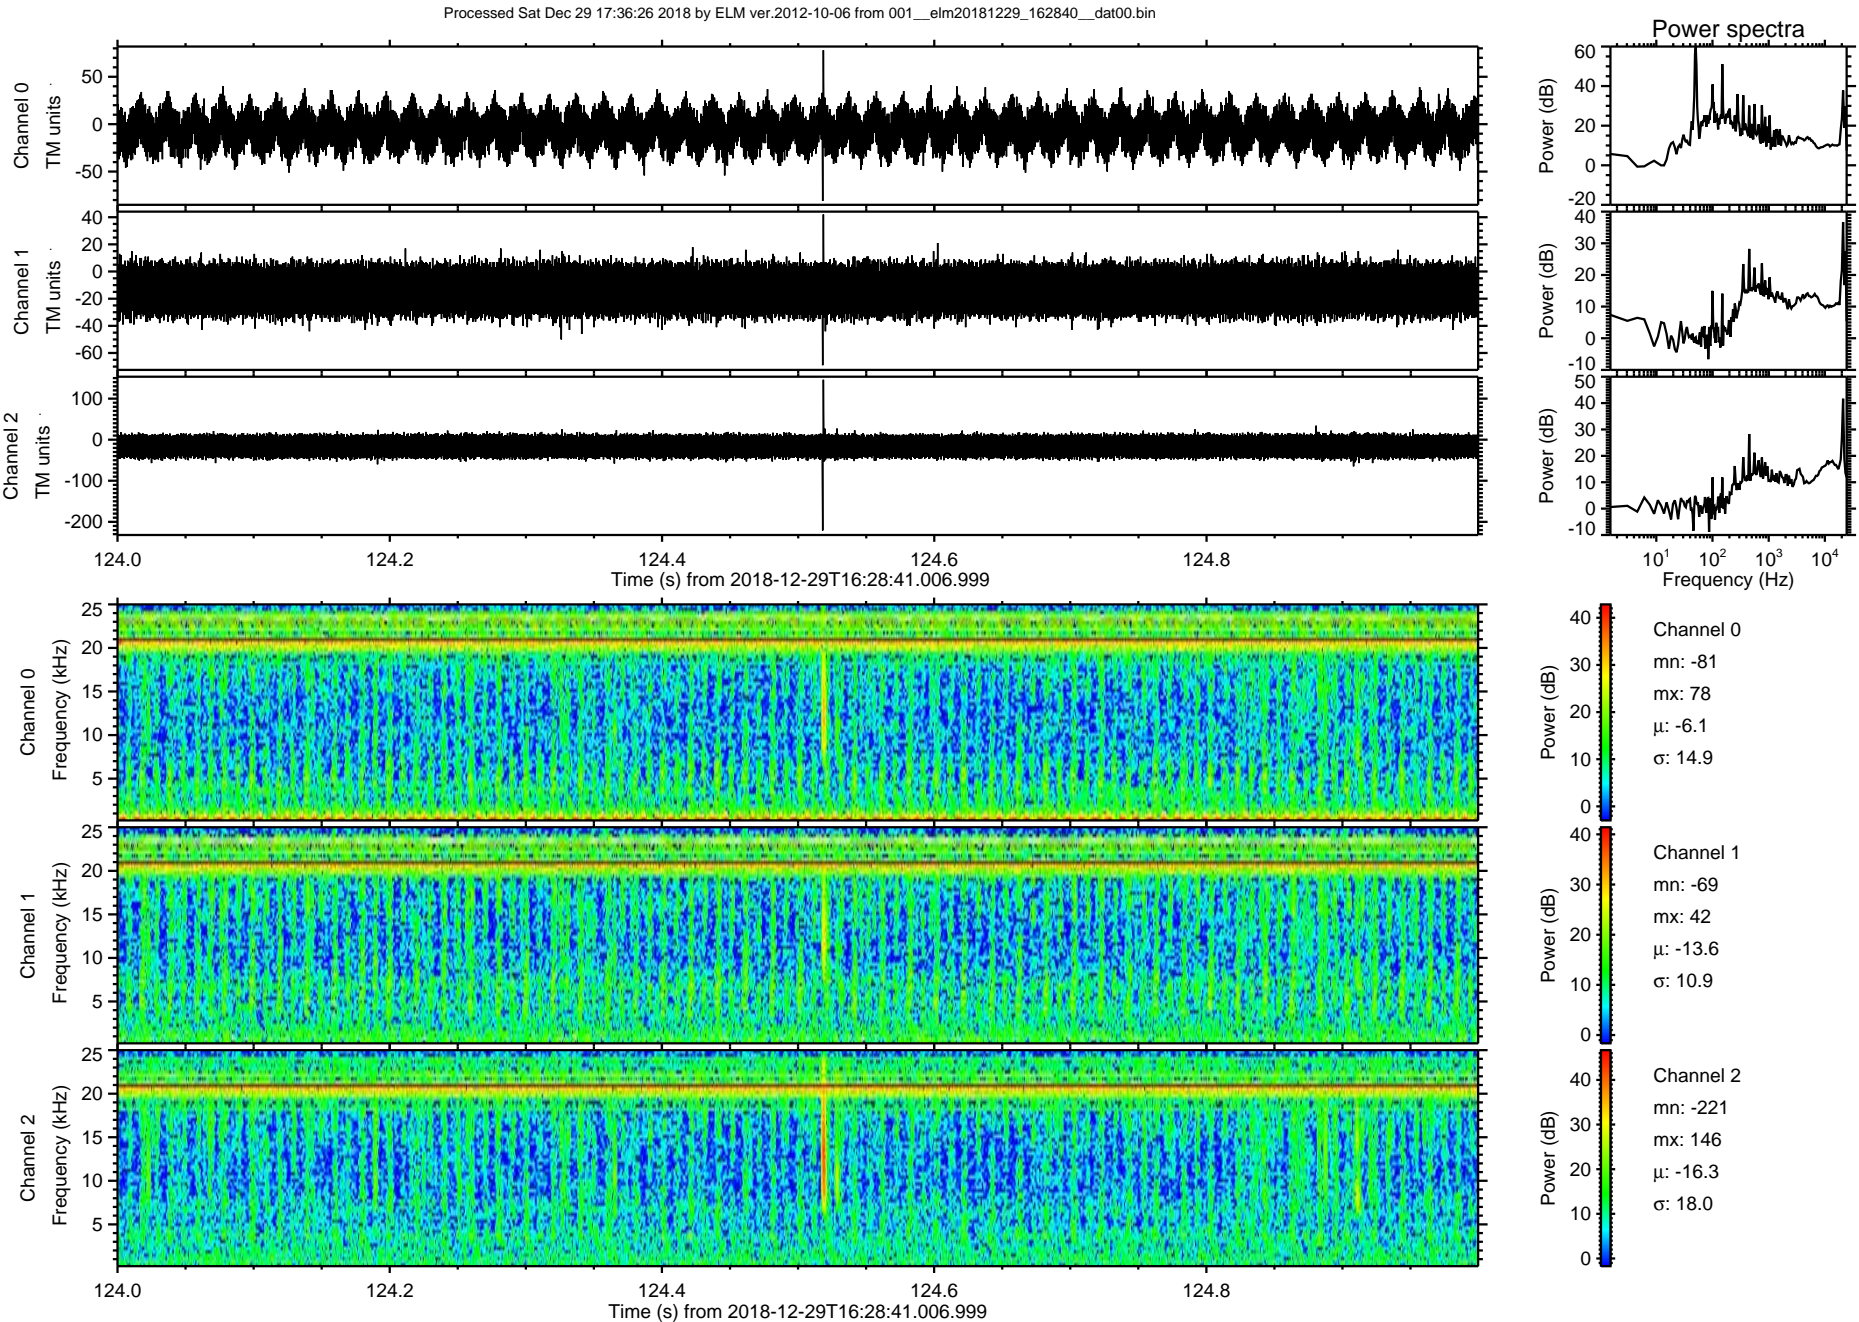 Processed Sat Dec 29 17:36:26 2018 by ELM ver.2012-10-06 from 001__elm20181229_162840__dat00.bin
Power spectra
Channel 0
TM units
50
0
-50
Power (dB)
60
40
20
0
-20
Channel 1
TM units
40
20
0
-20
-40
-60
Power (dB)
40
30
20
10
0
-10
Channel 2
TM units
100
0
-100
-200
Power (dB)
50
40
30
20
10
0
-10
124.0 124.2 124.4 124.6 124.8
Time (s) from 2018-12-29T16:28:41.006.999
10¹ 10² 10³ 10⁴
Frequency (Hz)
Channel 0
Frequency (kHz)
25
20
15
10
5
Power (dB)
40
30
20
10
0
Channel 0
mn: -81
mx: 78
µ: -6.1
σ: 14.9
Channel 1
Frequency (kHz)
25
20
15
10
5
Power (dB)
40
30
20
10
0
Channel 1
mn: -69
mx: 42
µ: -13.6
σ: 10.9
Channel 2
Frequency (kHz)
25
20
15
10
5
Power (dB)
40
30
20
10
0
Channel 2
mn: -221
mx: 146
µ: -16.3
σ: 18.0
124.0 124.2 124.4 124.6 124.8
Time (s) from 2018-12-29T16:28:41.006.999